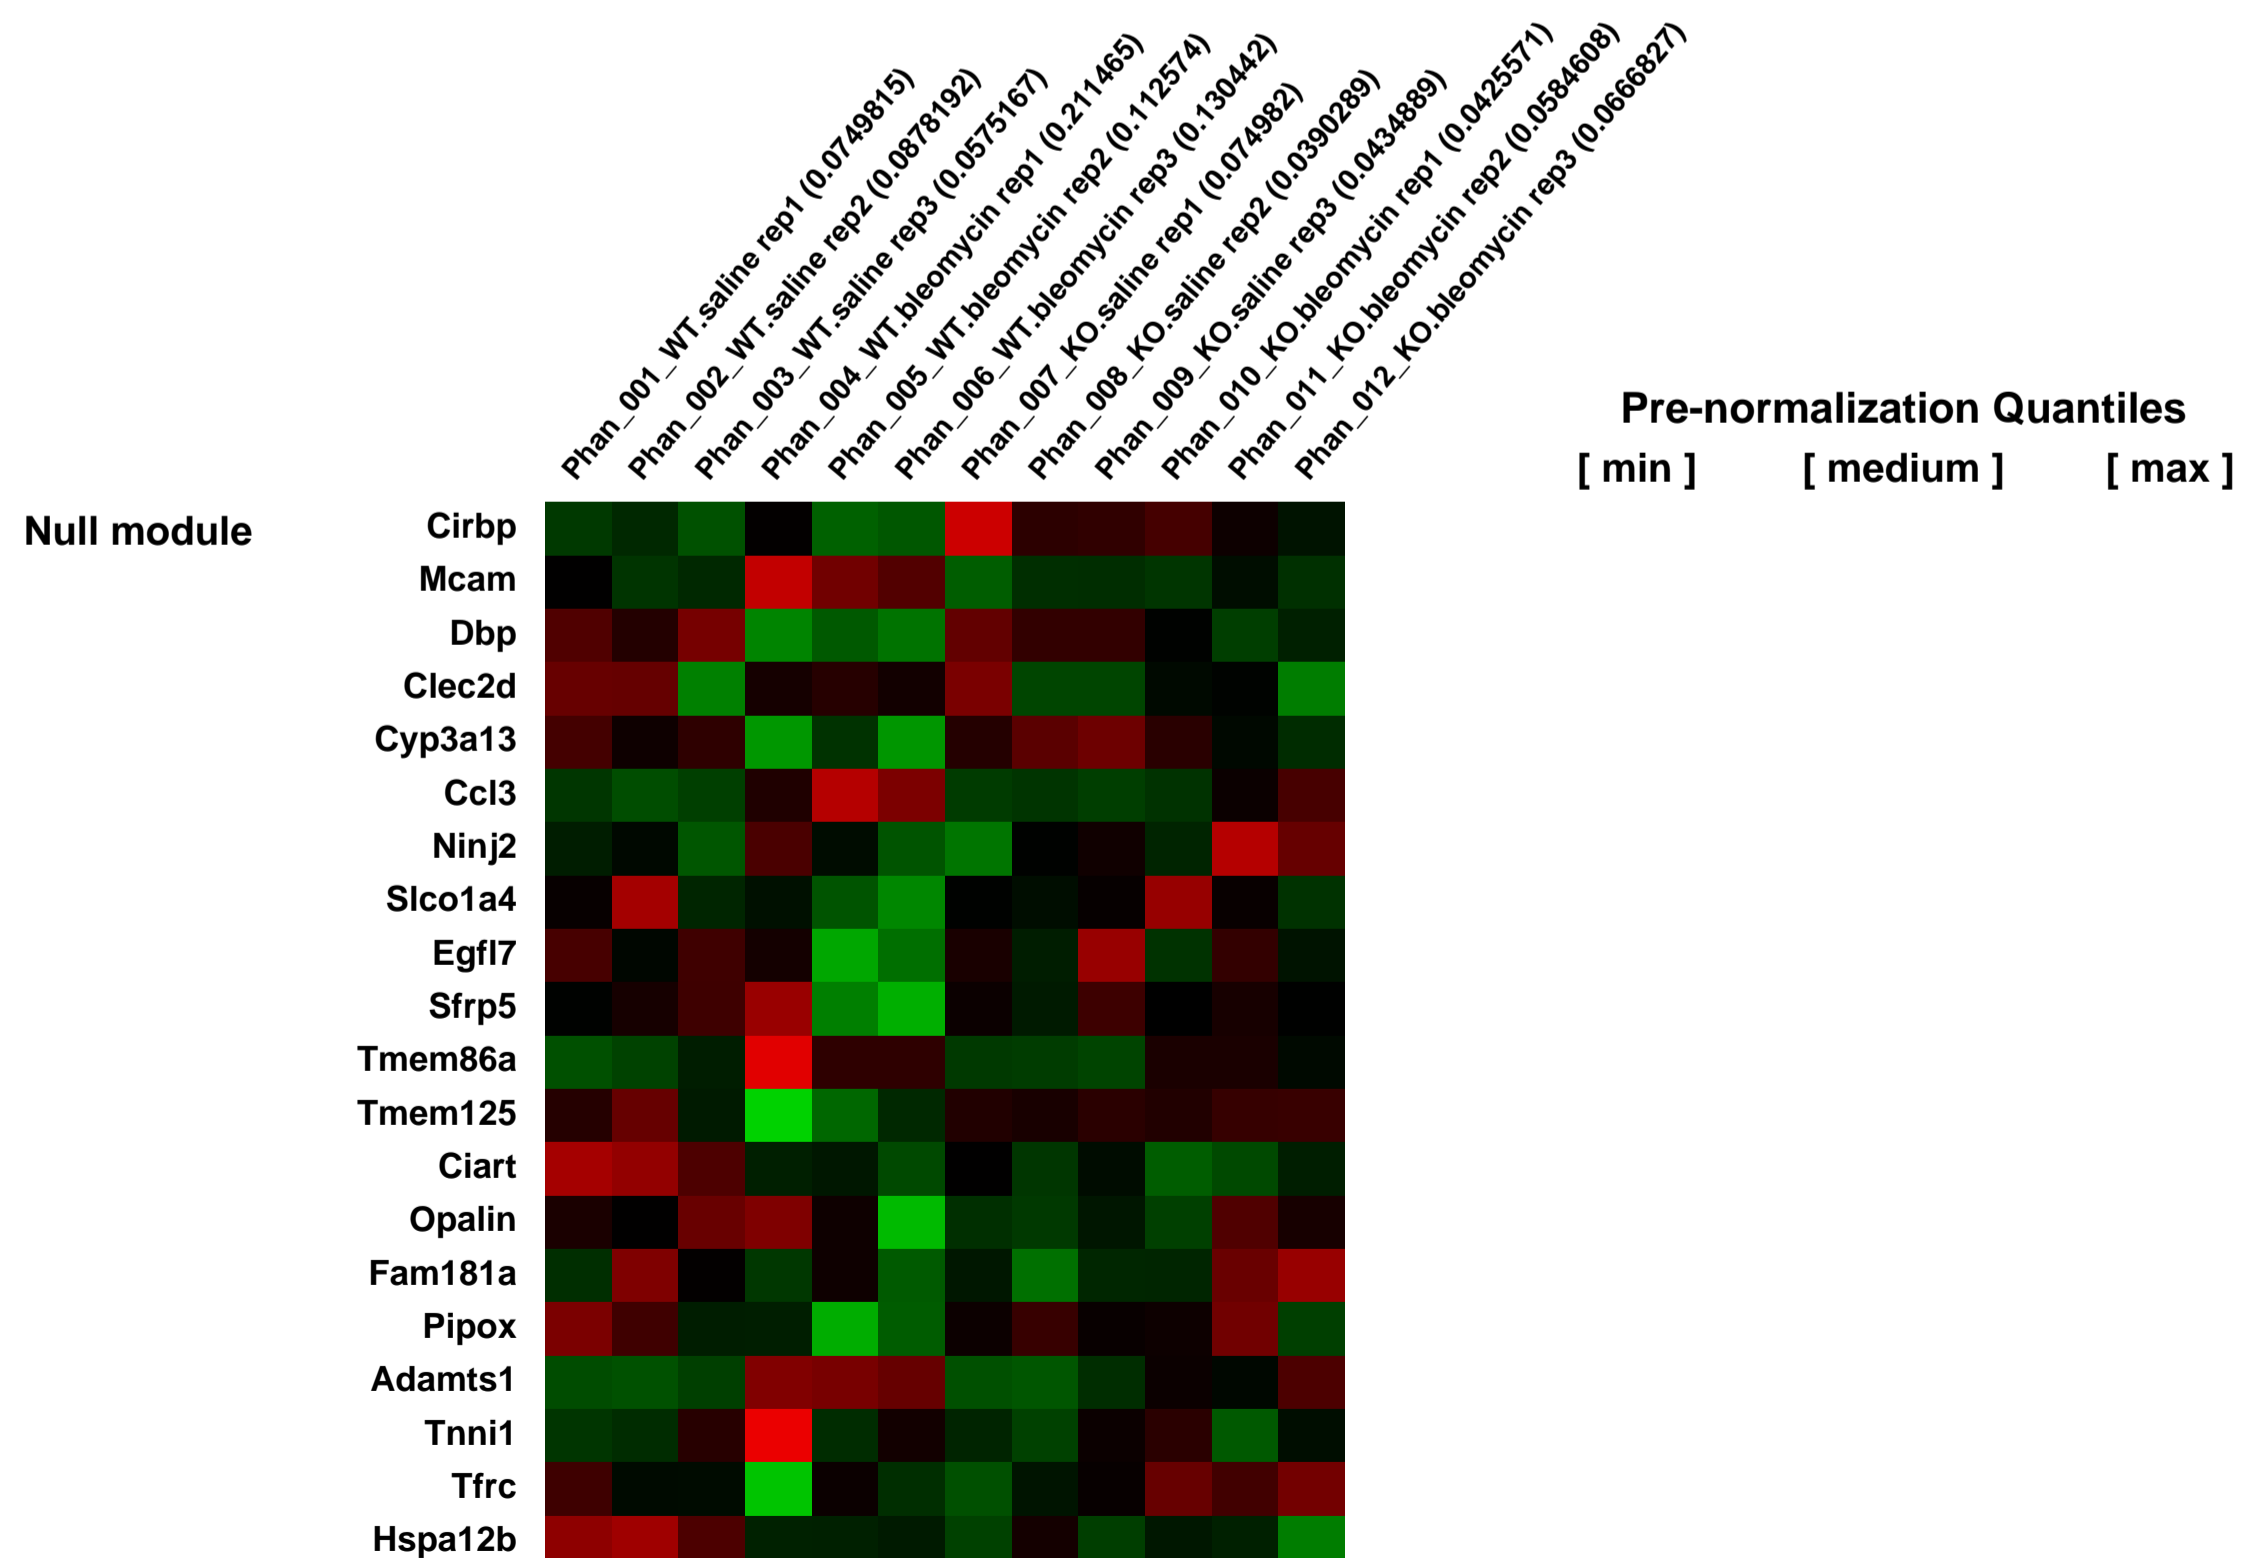 Phan_001_WT.saline rep1 (0.0749815)
Phan_002_WT.saline rep2 (0.0878192)
Phan_003_WT.saline rep3 (0.0575167)
Phan_004_WT.bleomycin rep1 (0.211465)
Phan_005_WT.bleomycin rep2 (0.112574)
Phan_006_WT.bleomycin rep3 (0.130442)
Phan_007_KO.saline rep1 (0.074982)
Phan_008_KO.saline rep2 (0.0390289)
Phan_009_KO.saline rep3 (0.0434889)
Phan_010_KO.bleomycin rep1 (0.0425571)
Phan_011_KO.bleomycin rep2 (0.0584608)
Phan_012_KO.bleomycin rep3 (0.0666827)
Pre-normalization Quantiles
[ min ] [ medium ] [ max ]
Null module
Cirbp
Mcam
Dbp
Clec2d
Cyp3a13
Ccl3
Ninj2
Slco1a4
Egfl7
Sfrp5
Tmem86a
Tmem125
Ciart
Opalin
Fam181a
Pipox
Adamts1
Tnni1
Tfrc
Hspa12b